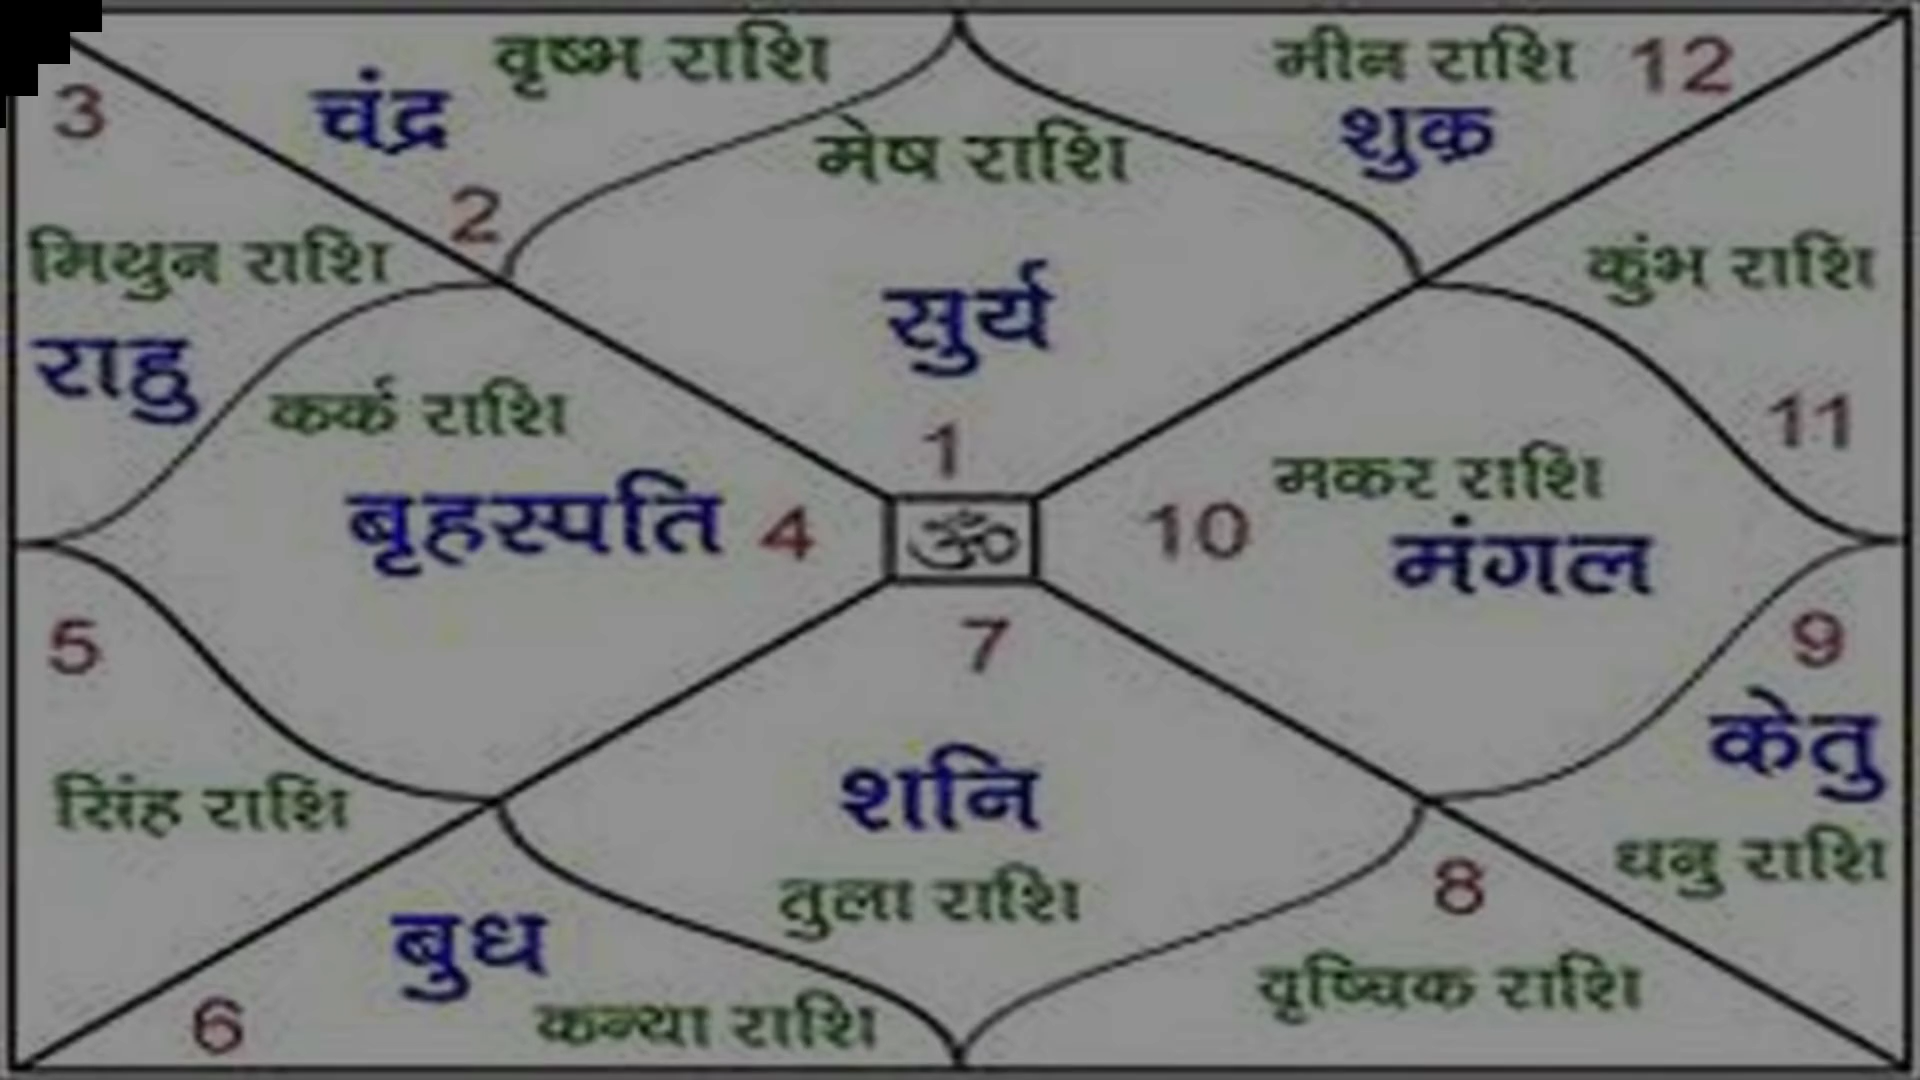 वृष्भ राशि
मीन राशि 12
3
चंद्र
शुक्र
मेष राशि
2
मिथुन राशि
कुंभ राशि
सुर्य
राहु
कर्क राशि
11
1
मकर राशि
बृहस्पति 4
ॐ
10
मंगल
5
7
9
केतु
सिंह राशि
शनि
धनु राशि
8
तुला राशि
बुध
वृष्चिक राशि
6
कन्या राशि